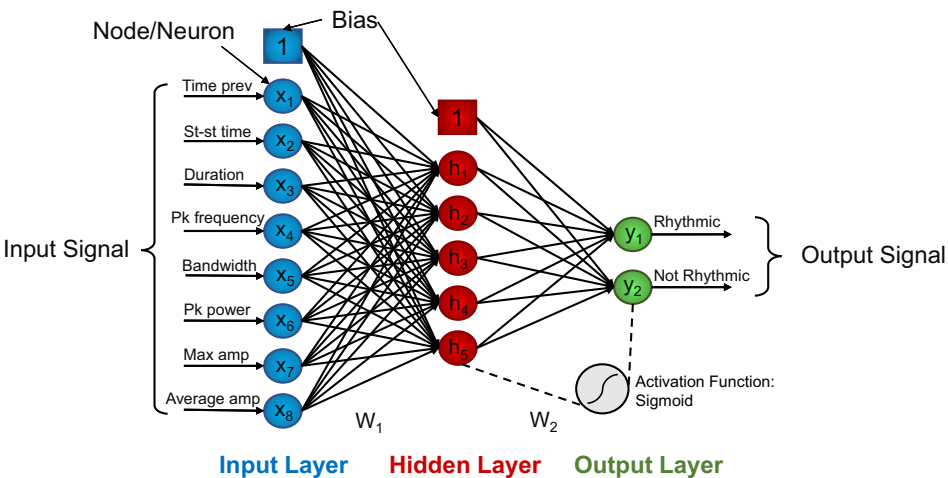 Bias
Node/Neuron
1
Time prev
x1
1
St-st time
x2
h1
Duration
x3
h2
Rhythmic
Pk frequency
x4
y1
Input Signal
h3
Output Signal
Bandwidth
x5
Not Rhythmic
y2
Pk power
x6
h4
h5
Max amp
x7
Activation Function:
Sigmoid
Average amp
x8
W1
W2
Input Layer
Hidden Layer
Output Layer